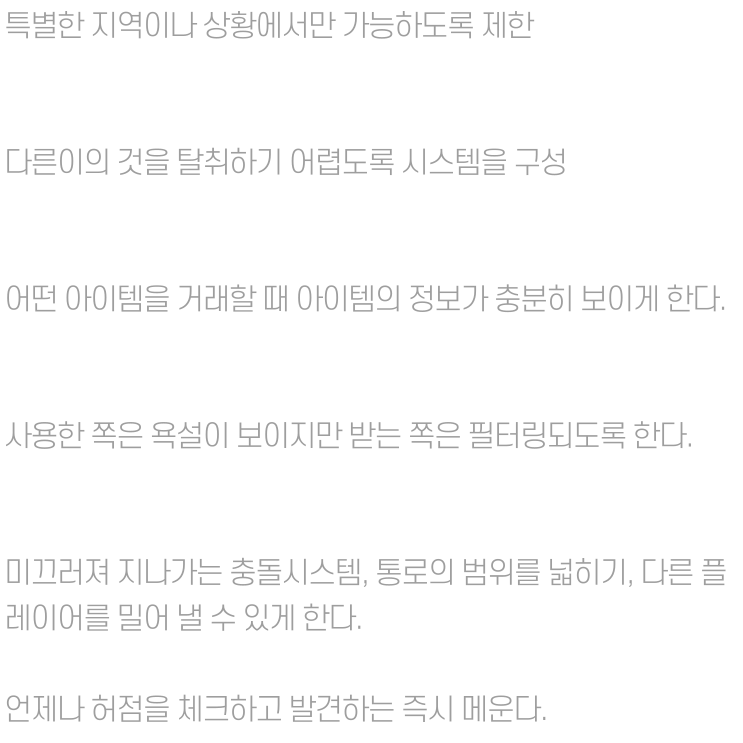 특별한 지역이나 상황에서만 가능하도록 제한
다른이의 것을 탈취하기 어렵도록 시스템을 구성
어떤 아이템을 거래할 때 아이템의 정보가 충분히 보이게 한다.
사용한 쪽은 욕설이 보이지만 받는 쪽은 필터링되도록 한다.
미끄러져 지나가는 충돌시스템, 통로의 범위를 넓히기, 다른 플
레이어를 밀어 낼 수 있게 한다.
언제나 허점을 체크하고 발견하는 즉시 메운다.